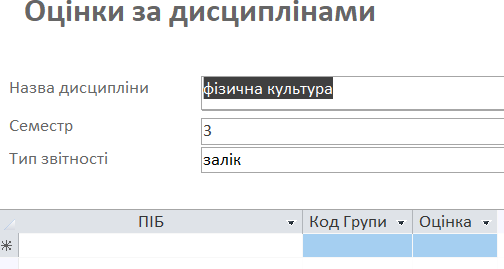 Оцінки за дисциплінами
Назва дисципліни фізична культура
Семестр 3
Тип звітності залік
ПІБ Код Групи Оцінка